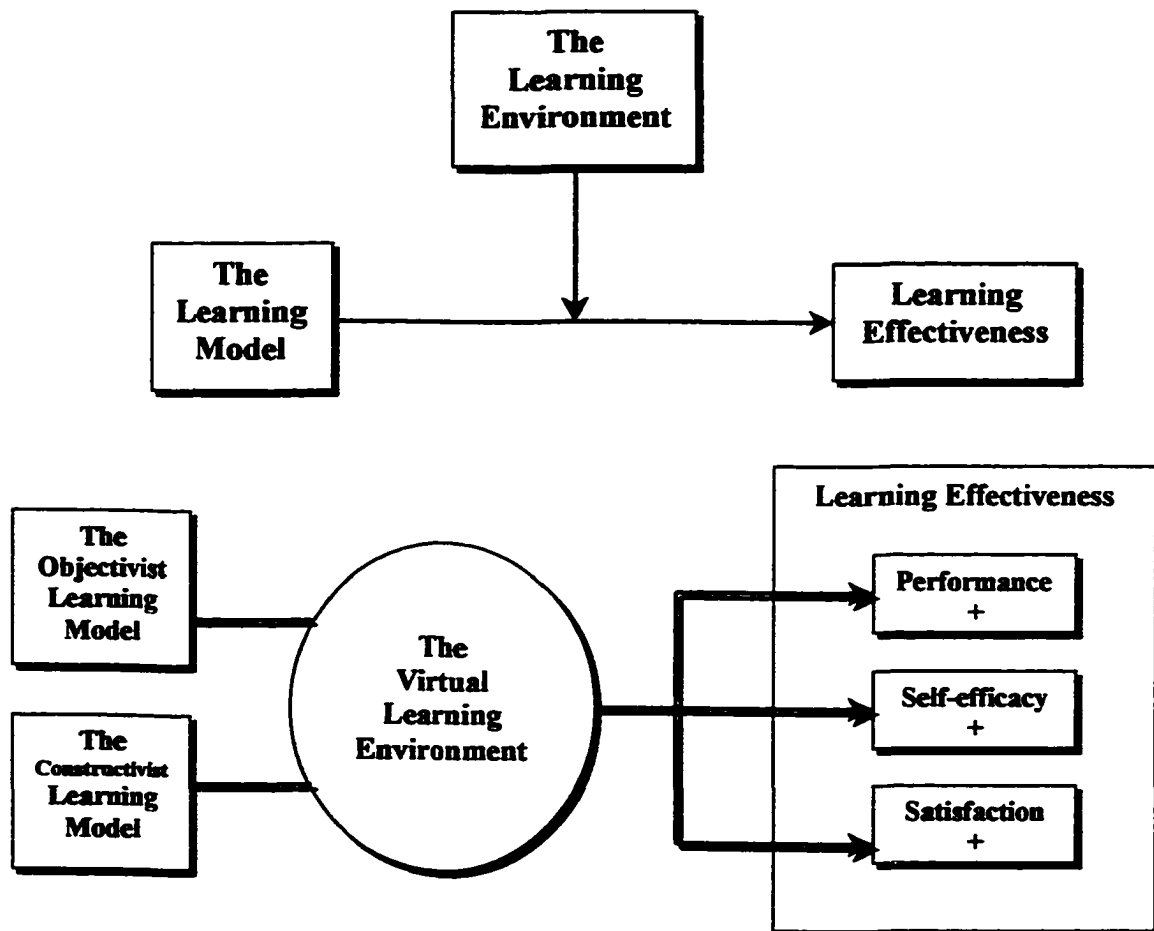 The
Learning
Environment
The
Learning
Model
Learning
Effectiveness
The
Objectivist
Learning
Model
The
Constructivist
Learning
Model
The
Virtual
Learning
Environment
Learning Effectiveness
Performance
+
Self-efficacy
+
Satisfaction
+